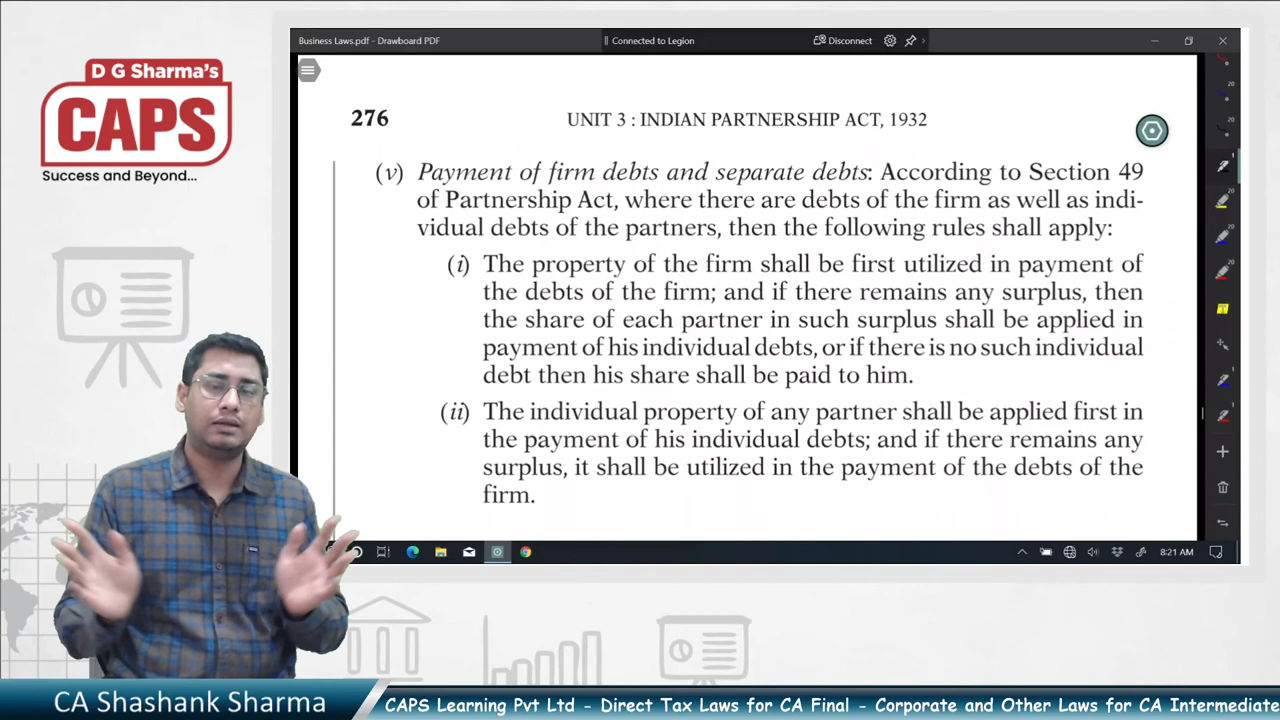 D G Sharma's
CAPS
Success and Beyond...
Business Laws.pdf - Drawboard PDF
Connected to Legion
Disconnect
276
UNIT 3 : INDIAN PARTNERSHIP ACT, 1932
(v) Payment of firm debts and separate debts: According to Section 49
of Partnership Act, where there are debts of the firm as well as indi-
vidual debts of the partners, then the following rules shall apply:
(i) The property of the firm shall be first utilized in payment of
the debts of the firm; and if there remains any surplus, then
the share of each partner in such surplus shall be applied in
payment of his individual debts, or if there is no such individual
debt then his share shall be paid to him.
(ii) The individual property of any partner shall be applied first in
the payment of his individual debts; and if there remains any
surplus, it shall be utilized in the payment of the debts of the
firm.
20
20
20
1
20
20
20
1
1
8:21 AM
CA Shashank Sharma
CAPS Learning Pvt Ltd - Direct Tax Laws for CA Final - Corporate and Other Laws for CA Intermediate